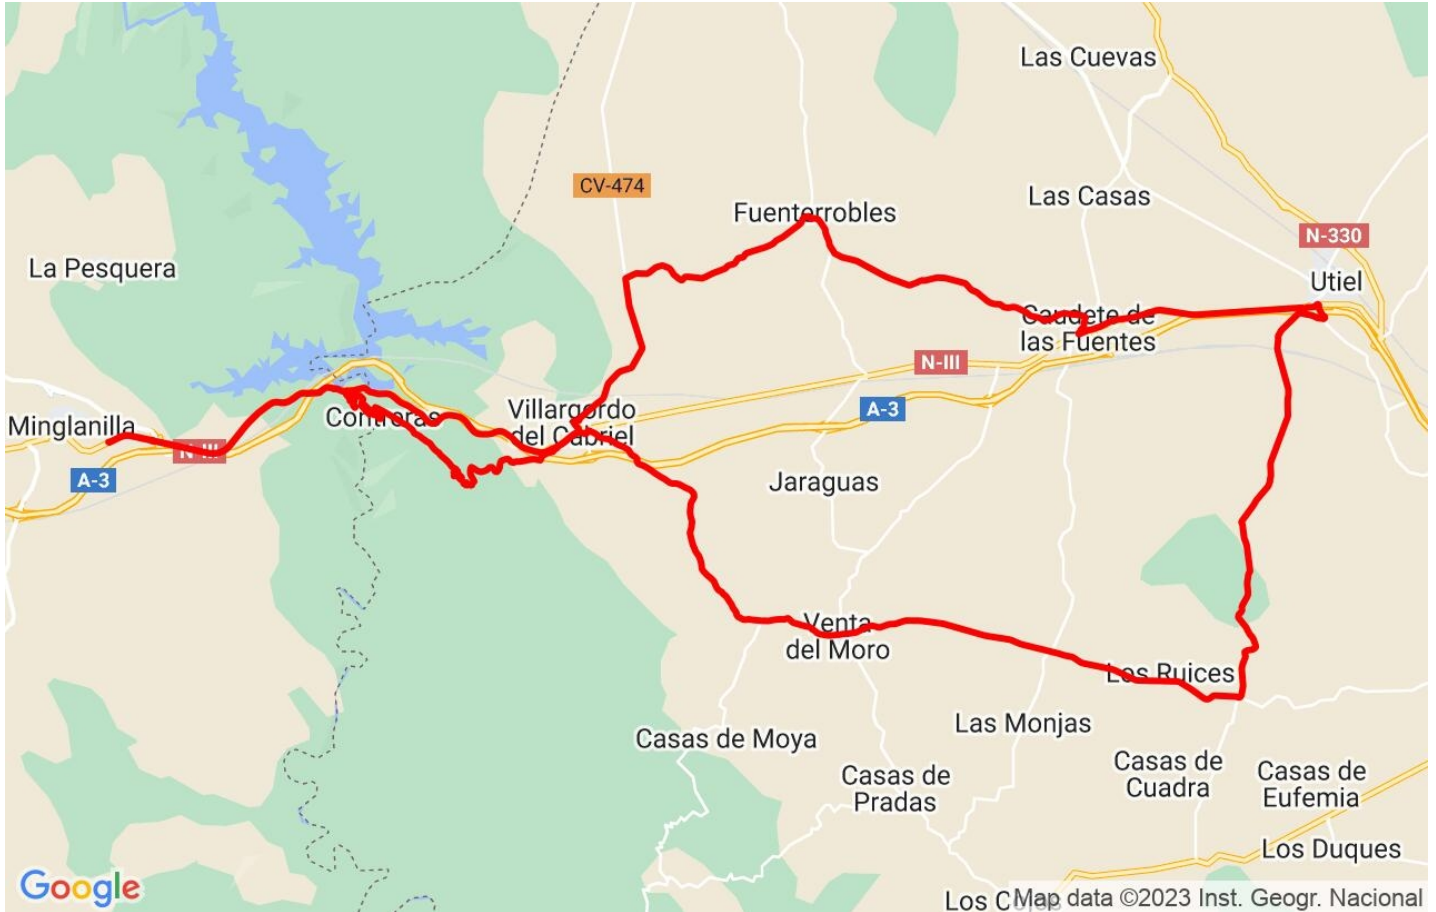 Las Cuevas
CV-474
Las Casas
Fuenterrobles
N-330
La Pesquera
Utiel
Caudete de
las Fuentes
N-III
Villargordo
del Cabriel
A-3
Contreras
Minglanilla
N-III
A-3
Jaraguas
Venta
del Moro
Los Ruices
Las Monjas
Casas de Moya
Casas de
Cuadra
Casas de
Eufemia
Casas de
Pradas
Los Duques
Google
Los C
Map data ©2023 Inst. Geogr. Nacional